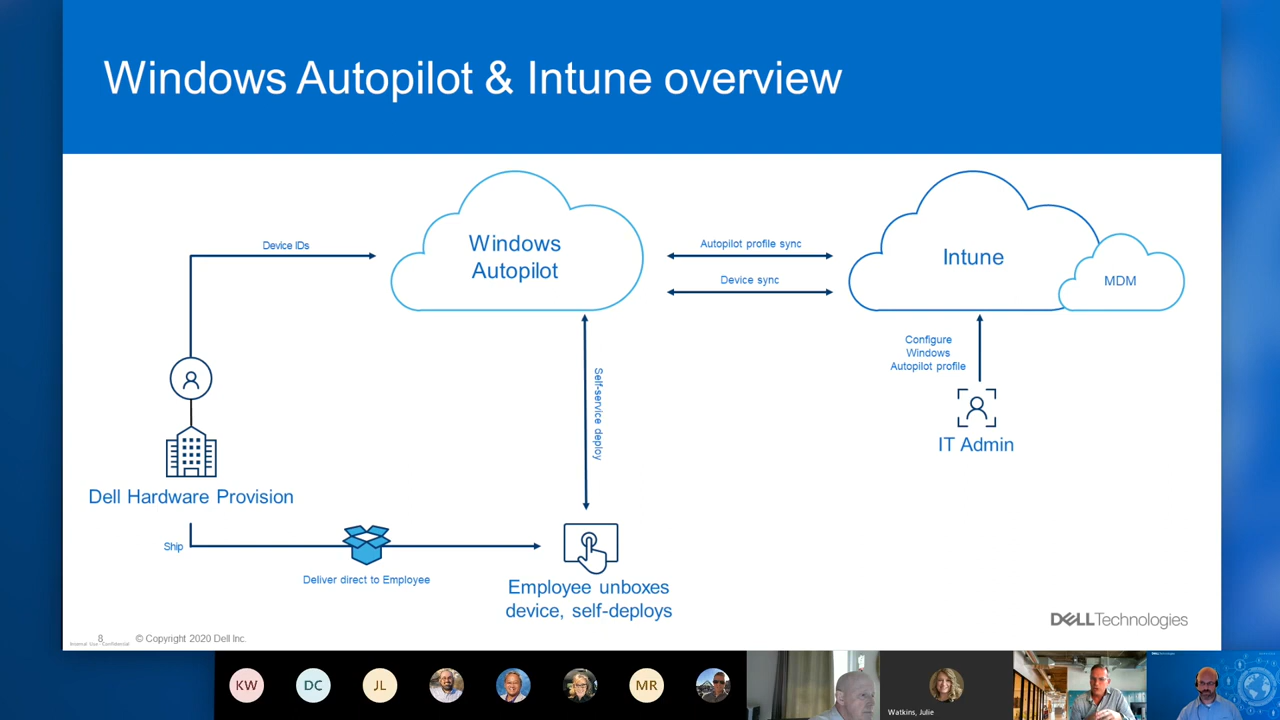 Windows Autopilot & Intune overview
Device IDs
Windows
Autopilot
Autopilot profile sync
Device sync
Intune
MDM
Configure
Windows
Autopilot profile
IT Admin
Self-service deploy
Dell Hardware Provision
Ship
Deliver direct to Employee
Employee unboxes
device, self-deploys
DELLTechnologies
8
Internal Use - Confidential
© Copyright 2020 Dell Inc.
KW
DC
JL
MR
Watkins, Julie